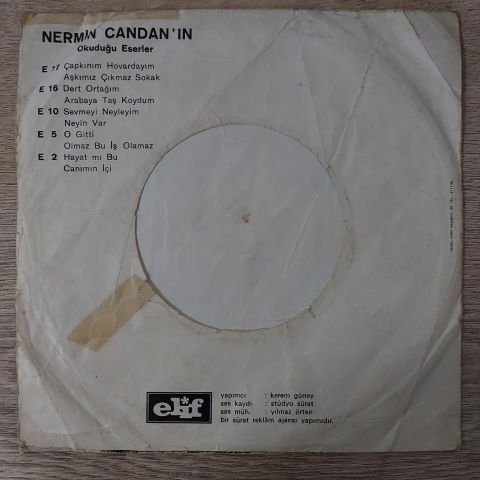 NERMİN CANDAN'IN
Okuduğu Eserler
E 17 Çapkınım Hovardayım
Aşkımız Çıkmaz Sokak
E 16 Dert Ortağım
Arabaya Taş Koydum
E 10 Sevmeyi Neyleyim
Neyin Var
E 5 O Gitti
Olmaz Bu İş Olamaz
E 2 Hayat mı Bu
Canımın İçi
elif
yapımcı : kerem güney
ses kaydı : stüdyo sürat
ses müh. : yılmaz örten
bir sürat reklâm ajansı yapımıdır.